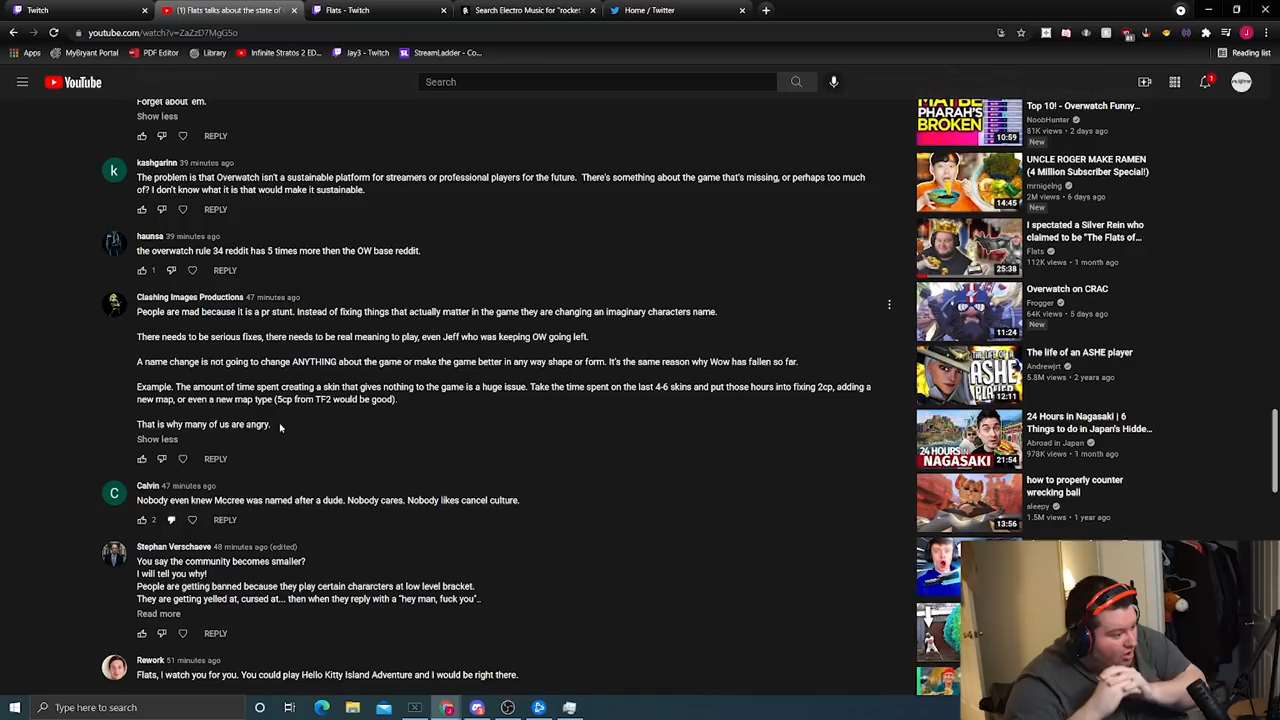 Twitch
(1) Flats talks about the state of
Flats - Twitch
Search Electro Music for "rocket
Home / Twitter
youtube.com/watch?v=ZaZzD7MgG5o
Apps
MyBryant Portal
PDF Editor
Library
Infinite Stratos 2 ED...
Jay3 - Twitch
StreamLadder - Co...
Reading list
YouTube
Search
Forget about em.
Show less
REPLY
kashgarinn 39 minutes ago
The problem is that Overwatch isn't a sustainable platform for streamers or professional players for the future. There's something about the game that's missing, or perhaps too much
of? I don't know what it is that would make it sustainable.
REPLY
haunsa 39 minutes ago
the overwatch rule 34 reddit has 5 times more then the OW base reddit.
1 REPLY
Clashing Images Productions 47 minutes ago
People are mad because it is a pr stunt. Instead of fixing things that actually matter in the game they are changing an imaginary characters name.
There needs to be serious fixes, there needs to be real meaning to play, even Jeff who was keeping OW going left.
A name change is not going to change ANYTHING about the game or make the game better in any way shape or form. It's the same reason why Wow has fallen so far.
Example. The amount of time spent creating a skin that gives nothing to the game is a huge issue. Take the time spent on the last 4-6 skins and put those hours into fixing 2cp, adding a
new map, or even a new map type (5cp from TF2 would be good).
That is why many of us are angry.
Show less
REPLY
C
Calvin 47 minutes ago
Nobody even knew Mccree was named after a dude. Nobody cares. Nobody likes cancel culture.
2 REPLY
Stephan Verschaeve 48 minutes ago (edited)
You say the community becomes smaller?
I will tell you why!
People are getting banned because they play certain charecters at low level bracket.
They are getting yelled at, cursed at... then when they reply with a "hey man, fuck you"..
Read more
REPLY
Rework 51 minutes ago
Flats, I watch you for you. You could play Hello Kitty Island Adventure and I would be right there.
MAYBE
PHARAH'S
BROKEN
10:59
Top 10! - Overwatch Funny...
NoobHunter
81K views • 2 days ago
New
14:45
UNCLE ROGER MAKE RAMEN
(4 Million Subscriber Special!)
mrnigelng
2M views • 6 days ago
New
25:38
I spectated a Silver Rein who
claimed to be "The Flats of...
Flats
112K views • 1 month ago
11:24
Overwatch on CRAC
Frogger
64K views • 5 days ago
New
THE LIFE OF A
ASHE
PLAYER
12:11
The life of an ASHE player
Andrewjrt
5.8M views • 2 years ago
24 HOURS IN
NAGASAKI
21:54
24 Hours in Nagasaki | 6
Things to do in Japan's Hidde...
Abroad in Japan
978K views • 1 month ago
13:56
how to properly counter
wrecking ball
sleepy
1.5M views • 1 year ago
Type here to search